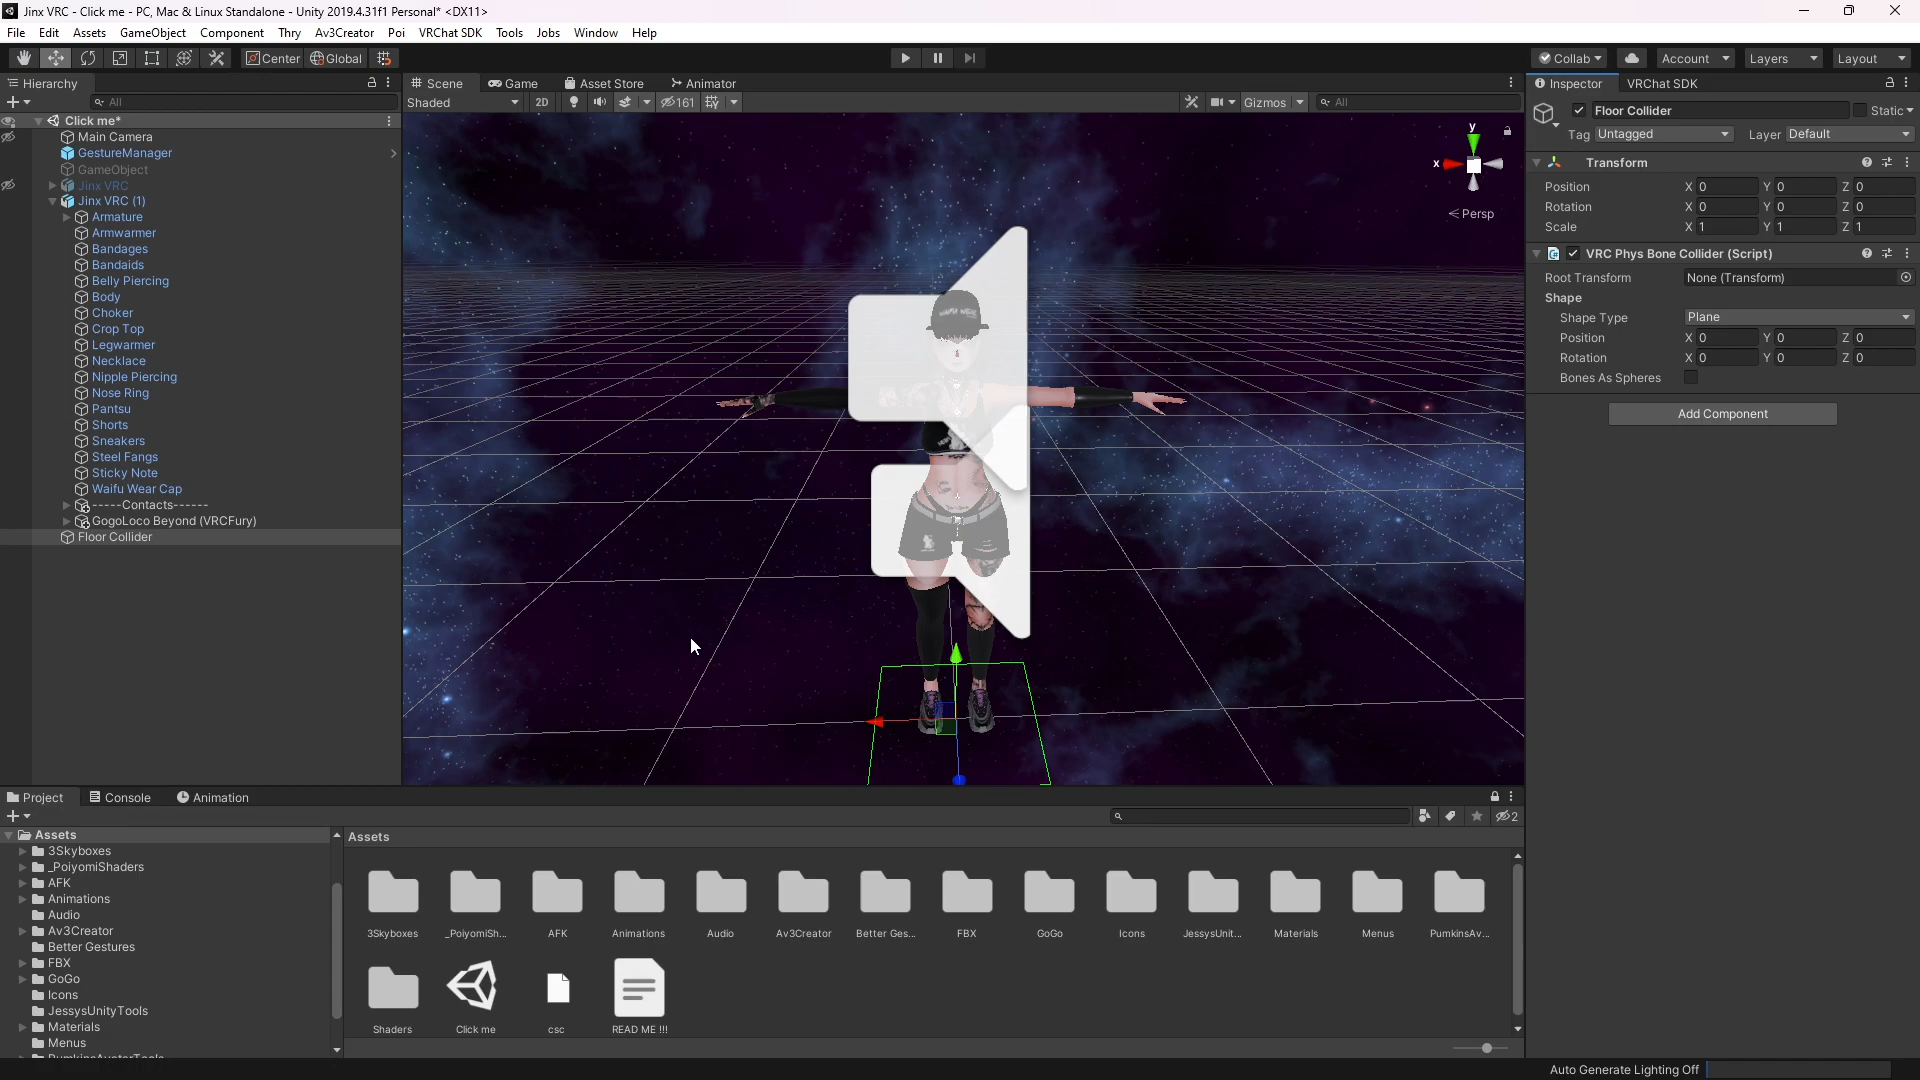 Jinx VRC - Click me - PC, Mac & Linux Standalone - Unity 2019.4.31f1 Personal* <DX11>
File Edit Assets GameObject Component Thry Av3Creator Poi VRChat SDK Tools Jobs Window Help
Center Global Collab Account Layers Layout
Hierarchy
All
Click me*
Main Camera
GestureManager
GameObject
Jinx VRC
Jinx VRC (1)
Armature
Armwarmer
Bandages
Bandaids
Belly Piercing
Body
Choker
Crop Top
Legwarmer
Necklace
Nipple Piercing
Nose Ring
Pantsu
Shorts
Sneakers
Steel Fangs
Sticky Note
Waifu Wear Cap
-----Contacts------
GogoLoco Beyond (VRCFury)
Floor Collider
Scene Game Asset Store Animator
Shaded 2D 161 Gizmos All
y
x
Persp
Inspector VRChat SDK
Floor Collider Static
Tag Untagged Layer Default
Transform
Position X 0 Y 0 Z 0
Rotation X 0 Y 0 Z 0
Scale X 1 Y 1 Z 1
VRC Phys Bone Collider (Script)
Root Transform None (Transform)
Shape
Shape Type Plane
Position X 0 Y 0 Z 0
Rotation X 0 Y 0 Z 0
Bones As Spheres
Add Component
Project Console Animation
2
Assets
3Skyboxes
_PoiyomiShaders
AFK
Animations
Audio
Av3Creator
Better Gestures
FBX
GoGo
Icons
JessysUnityTools
Materials
Menus
PumkinsAvatarTools
Assets
3Skyboxes _PoiyomiSh... AFK Animations Audio Av3Creator Better Ges... FBX GoGo Icons JessysUnit... Materials Menus PumkinsAv...
Shaders Click me csc READ ME !!!
Auto Generate Lighting Off